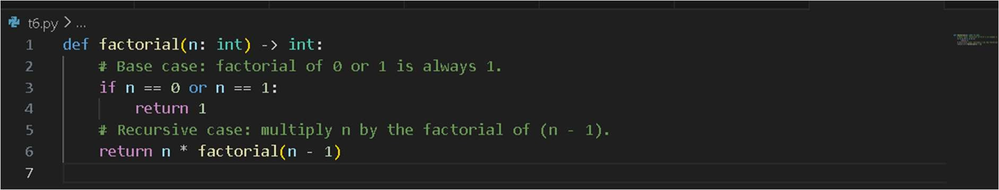 t6.py > ...
1 def factorial(n: int) -> int:
2     # Base case: factorial of 0 or 1 is always 1.
3     if n == 0 or n == 1:
4         return 1
5     # Recursive case: multiply n by the factorial of (n - 1).
6     return n * factorial(n - 1)
7